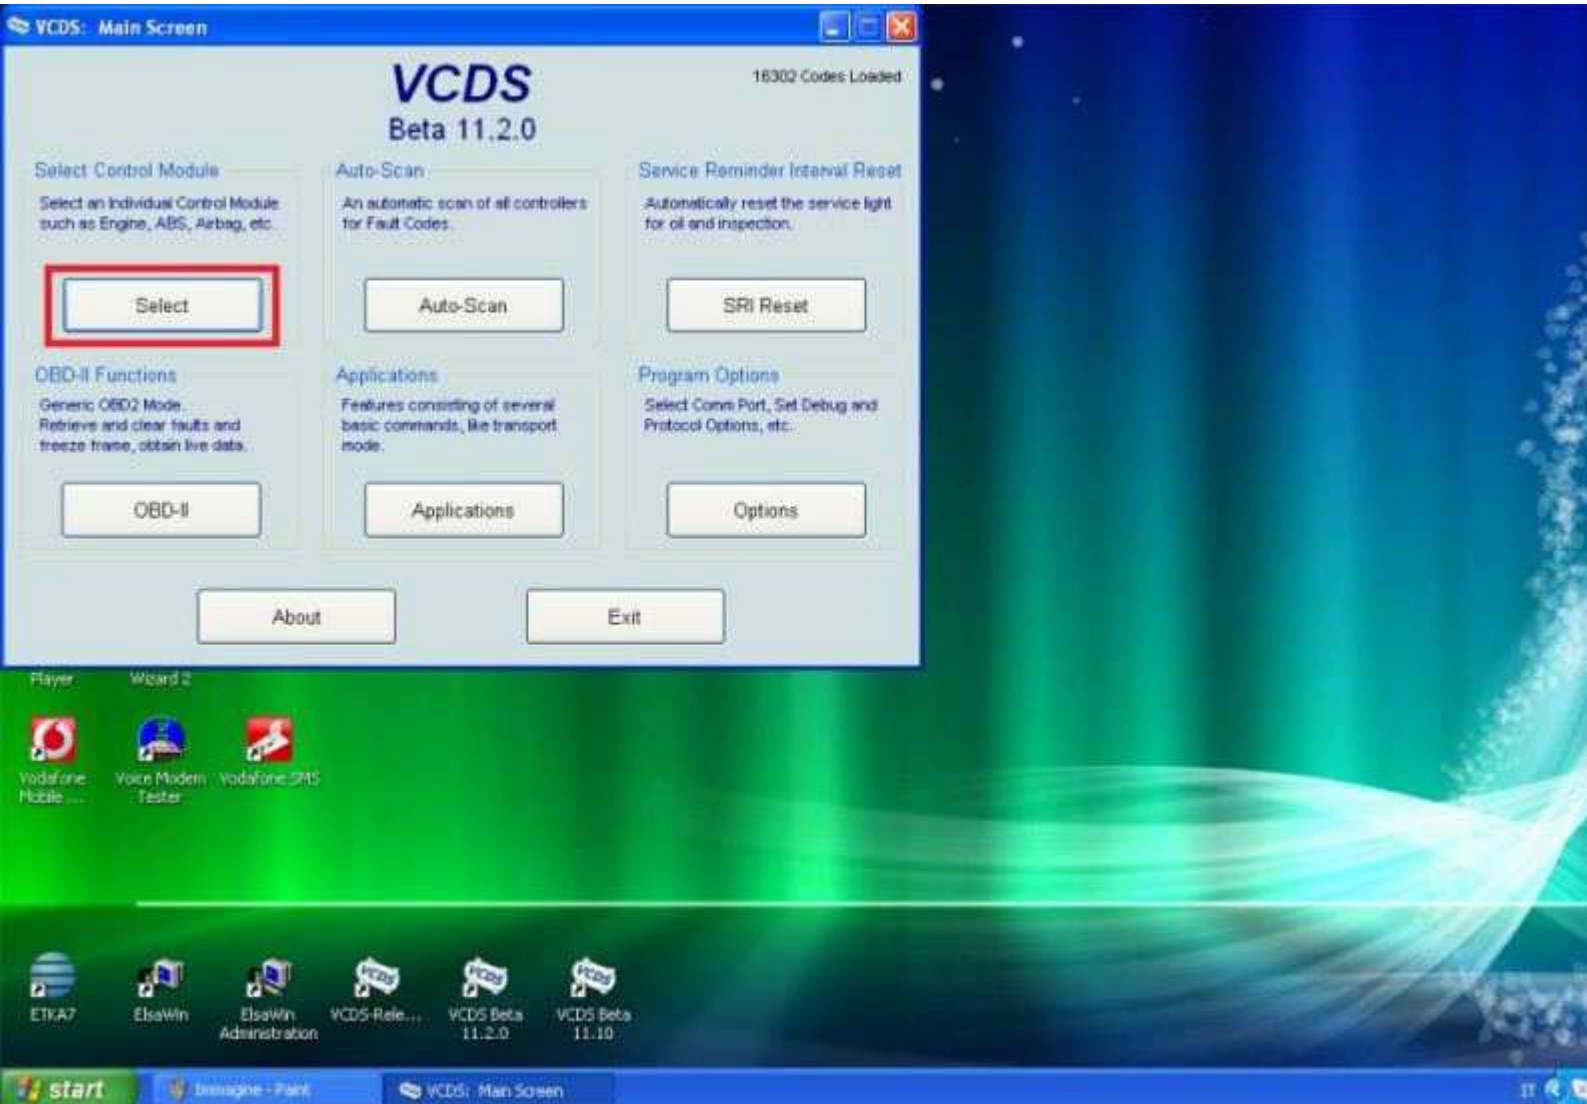 VCDS: Main Screen
VCDS
Beta 11.2.0
16302 Codes Loaded
Select Control Module
Select an Individual Control Module
such as Engine, ABS, Airbag, etc.
Select
Auto-Scan
An automatic scan of all controllers
for Fault Codes.
Auto-Scan
Service Reminder Interval Reset
Automatically reset the service light
for oil and inspection.
SRI Reset
OBD-II Functions
Generic OBD2 Mode.
Retrieve and clear faults and
freeze frame, obtain live data.
OBD-II
Applications
Features consisting of several
basic commands, like transport
mode.
Applications
Program Options
Select Comm Port, Set Debug and
Protocol Options, etc.
Options
About
Exit
Player
Wizard 2
Vodafone
Mobile ...
Voice Modem
Tester
Vodafone SMS
ETKA7
ElsaWin
ElsaWin
Administration
VCDS-Rele...
VCDS Beta
11.2.0
VCDS Beta
11.10
start
Immagine - Paint
VCDS: Main Screen
IT